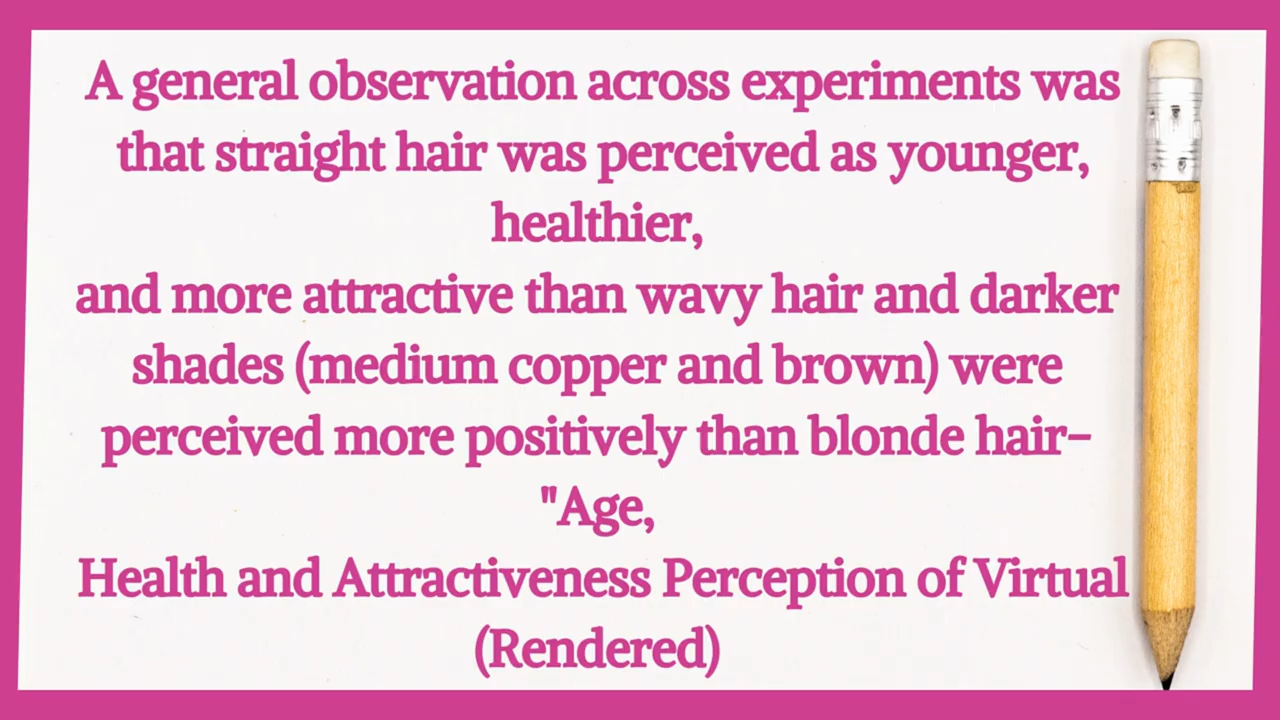 A general observation across experiments was
that straight hair was perceived as younger,
healthier,
and more attractive than wavy hair and darker
shades (medium copper and brown) were
perceived more positively than blonde hair–
"Age,
Health and Attractiveness Perception of Virtual
(Rendered)